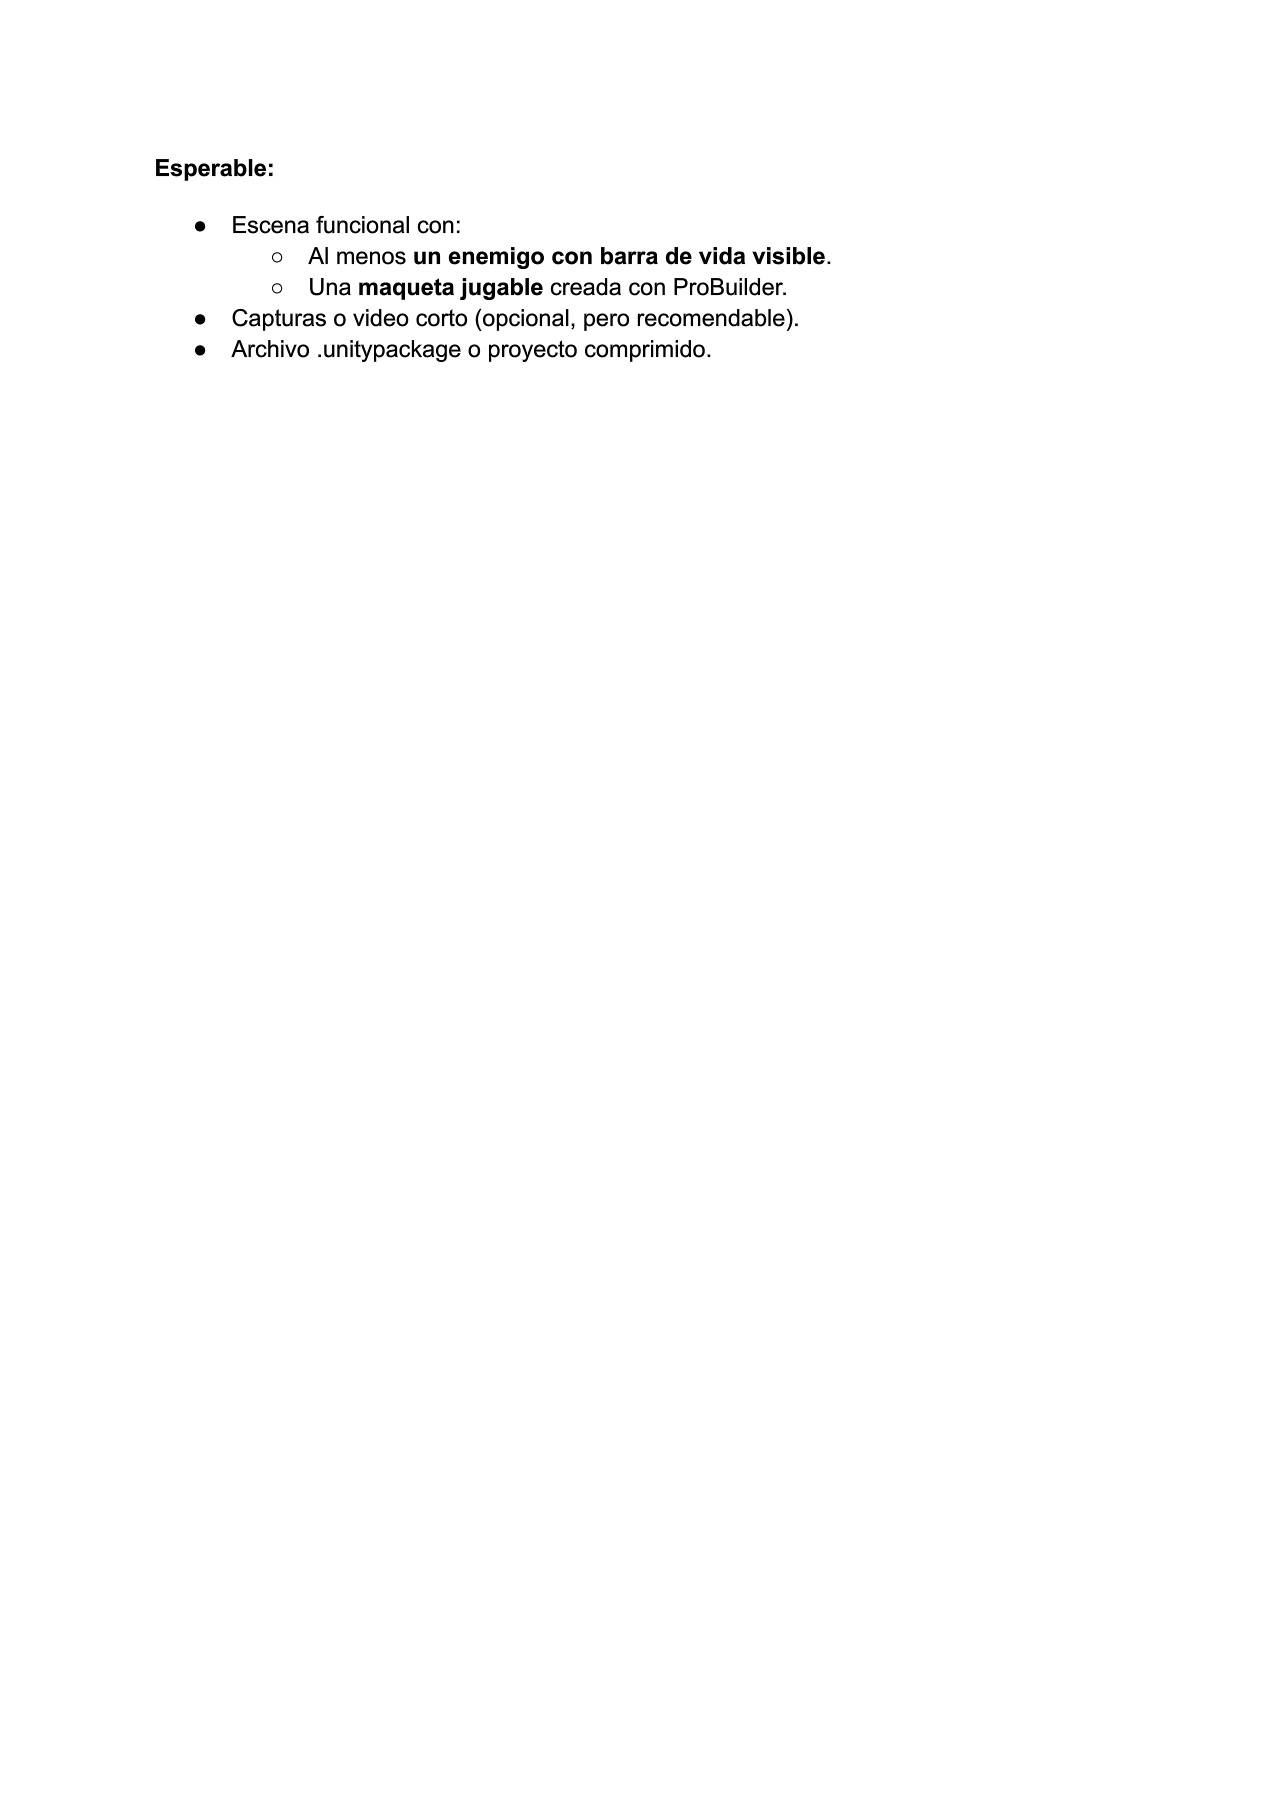 Esperable:
● Escena funcional con:
○ Al menos un enemigo con barra de vida visible.
○ Una maqueta jugable creada con ProBuilder.
● Capturas o video corto (opcional, pero recomendable).
● Archivo .unitypackage o proyecto comprimido.